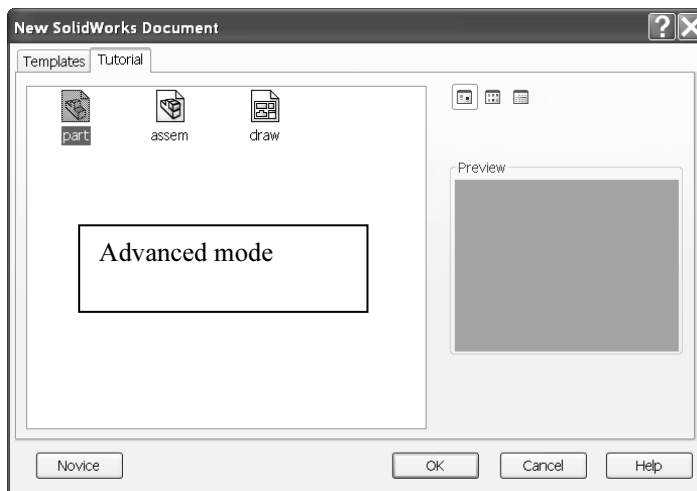 New SolidWorks Document
Templates Tutorial
part assem draw
Preview
Advanced mode
Novice OK Cancel Help